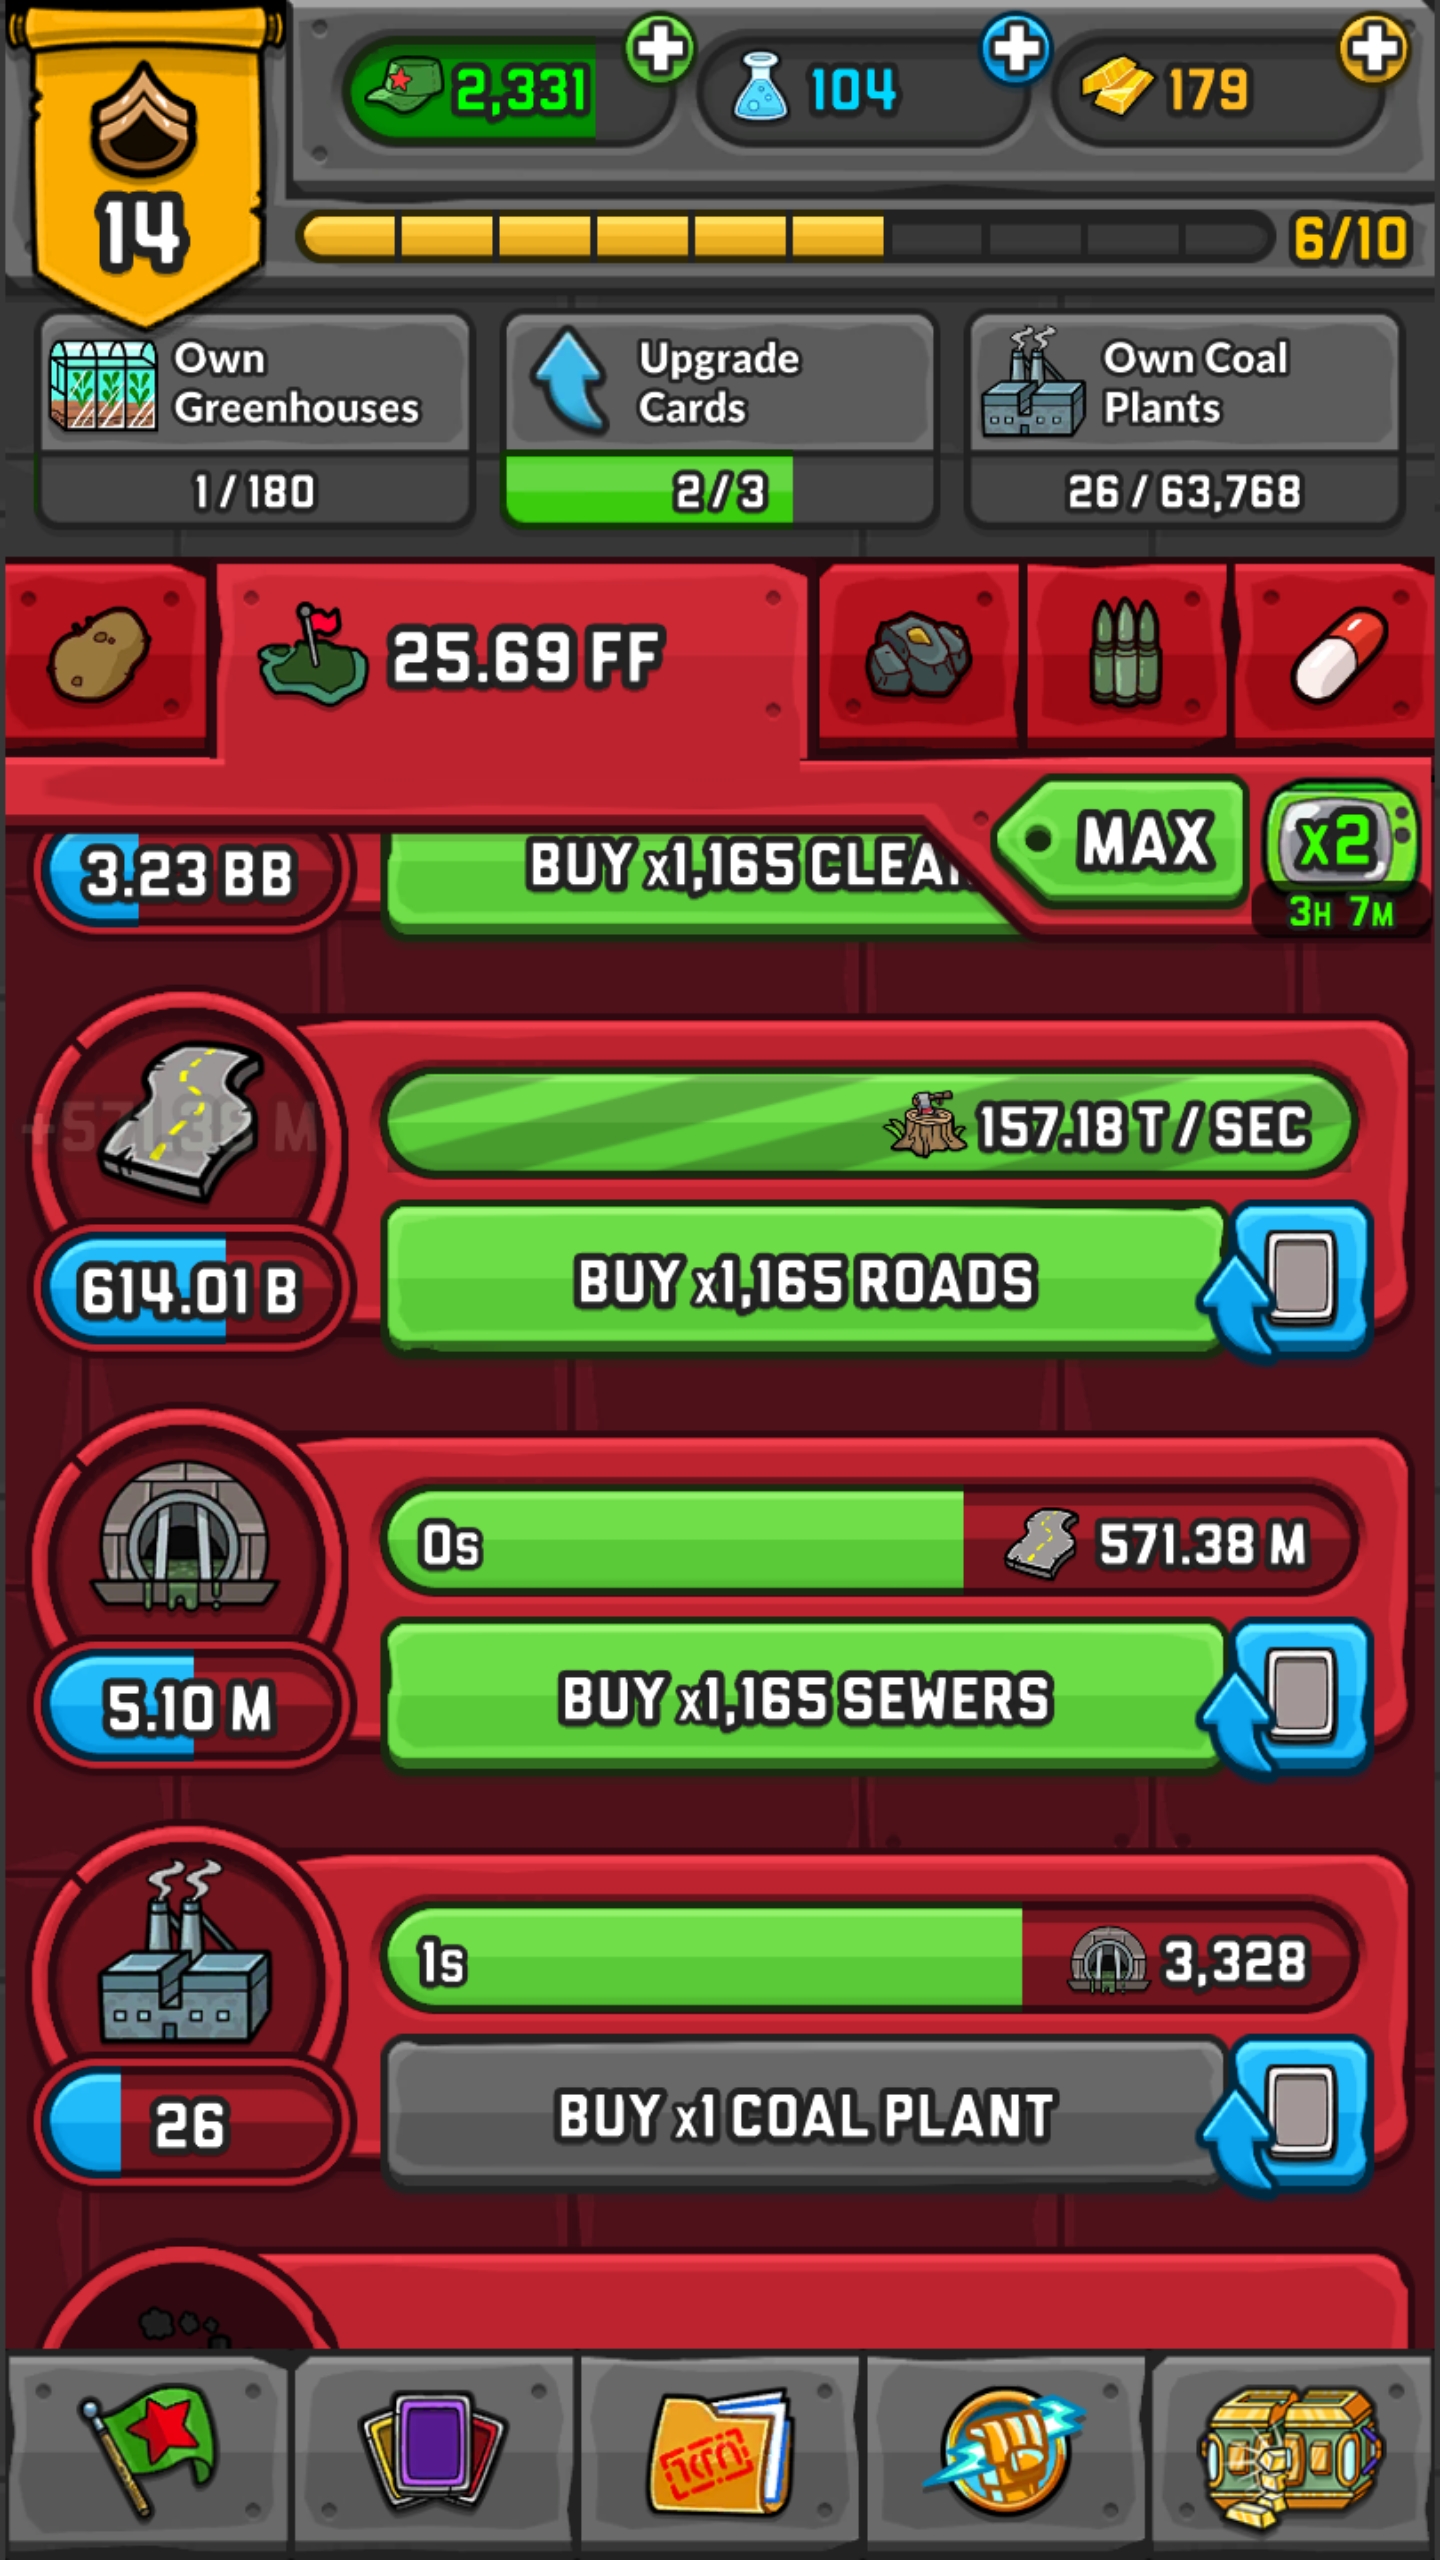 14
2,331
104
179
6/10
Own Greenhouses
1 / 180
Upgrade Cards
2 / 3
Own Coal Plants
26 / 63,768
25.69 FF
MAX
x2
3H 7M
3.23 BB
BUY x1,165 CLEA
+571.38 M
157.18 T / SEC
614.01 B
BUY x1,165 ROADS
0s
571.38 M
5.10 M
BUY x1,165 SEWERS
1s
3,328
26
BUY x1 COAL PLANT